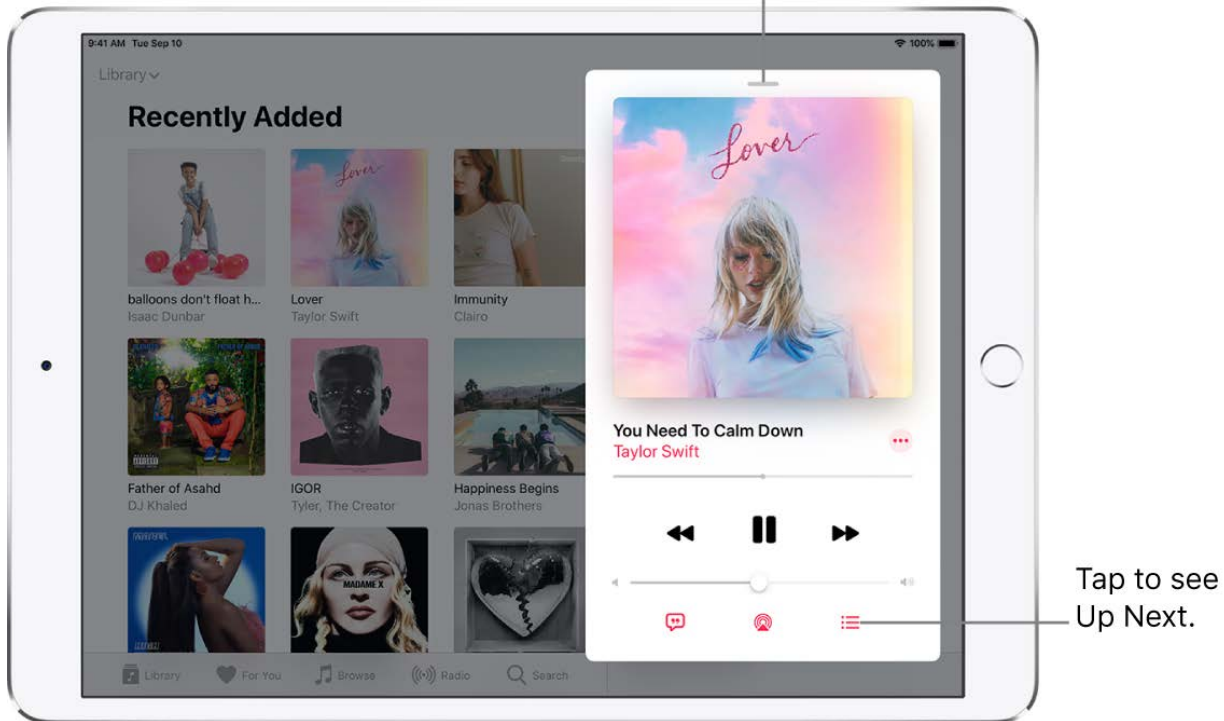 9:41 AM Tue Sep 10
100%
Library
Recently Added
Lover
Lover
balloons don't float h...
Isaac Dunbar
Lover
Taylor Swift
Immunity
Clairo
You Need To Calm Down
Taylor Swift
Father of Asahd
DJ Khaled
IGOR
Tyler, The Creator
Happiness Begins
Jonas Brothers
MADAME X
Tap to see
Up Next.
Library
For You
Browse
Radio
Search